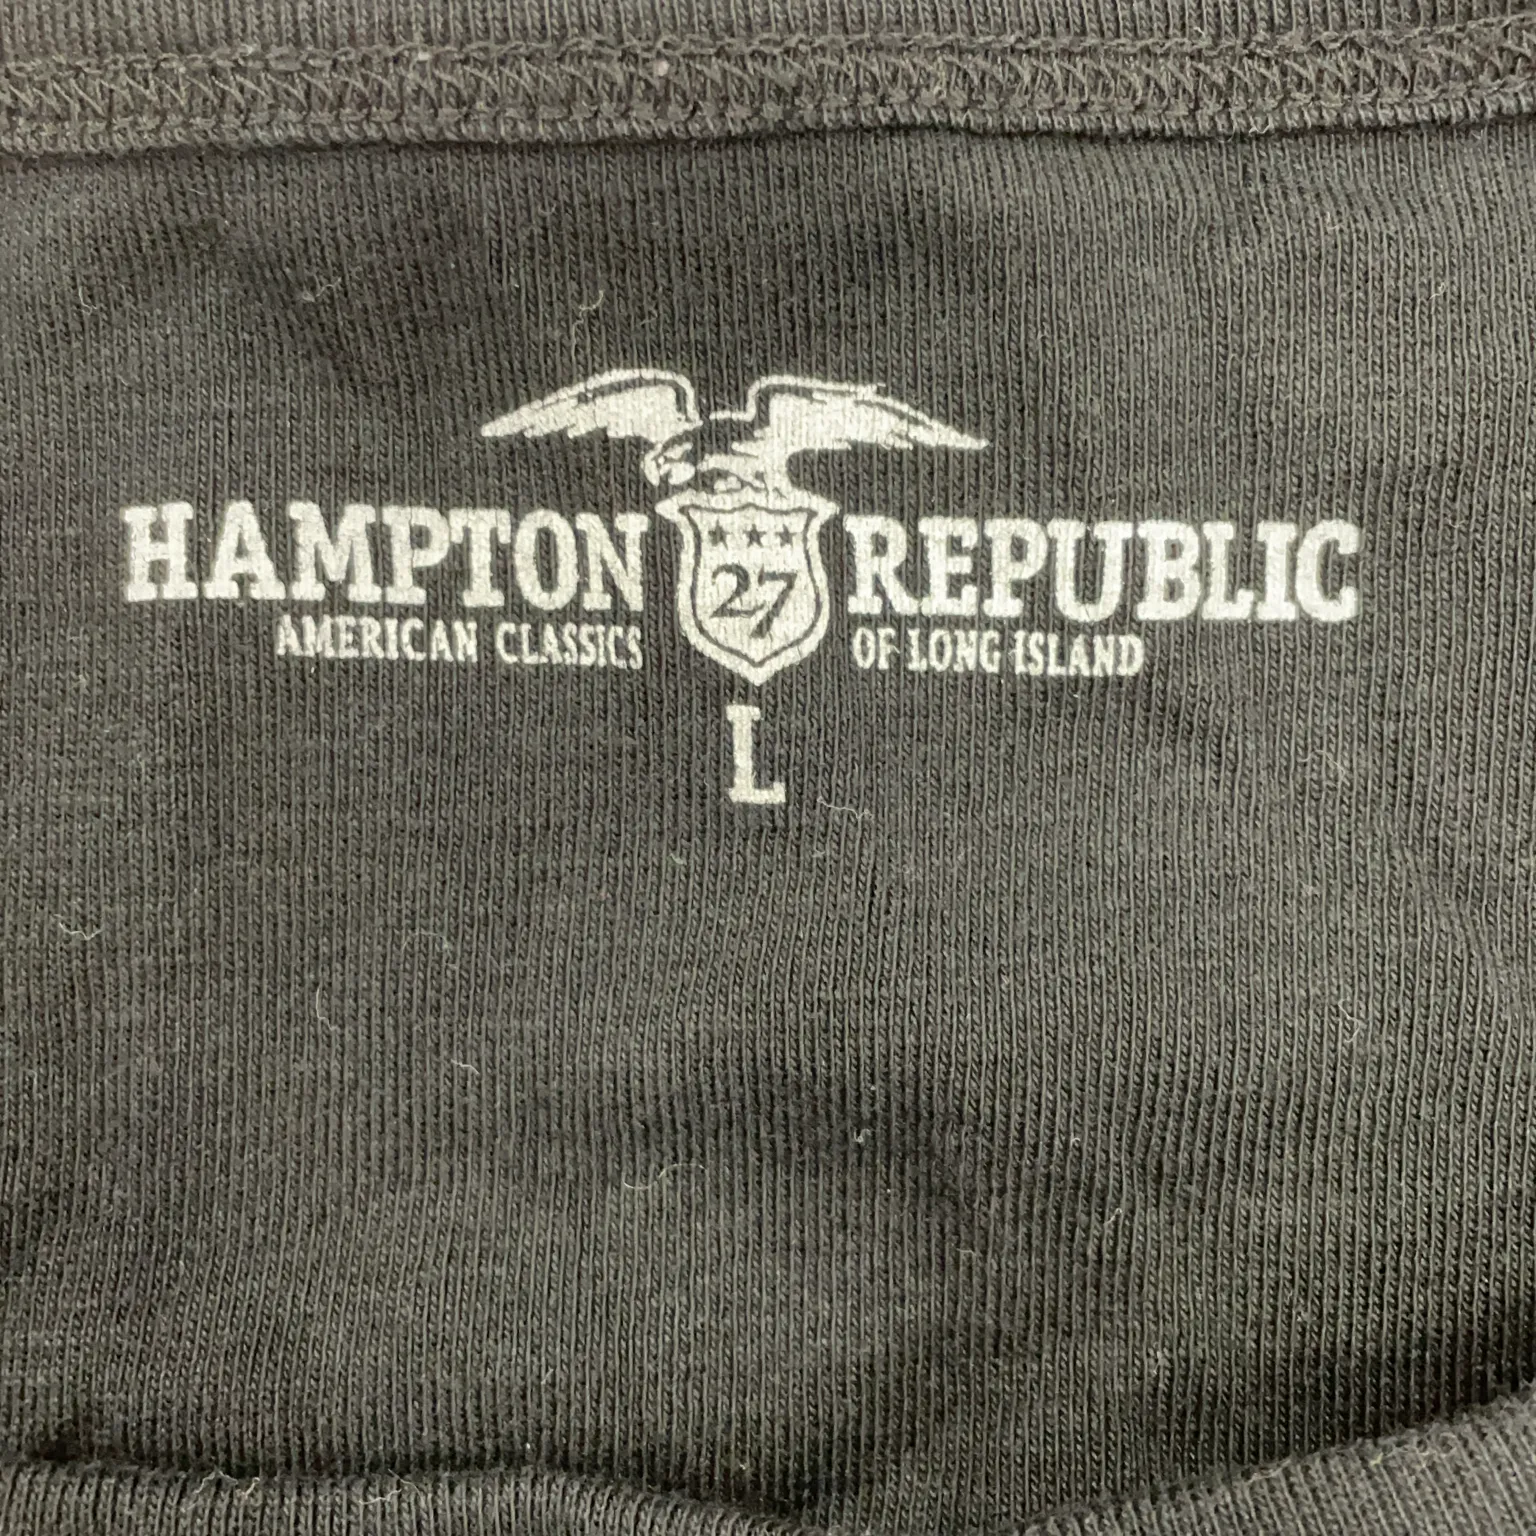 HAMPTON 27 REPUBLIC
AMERICAN CLASSICS OF LONG ISLAND
L